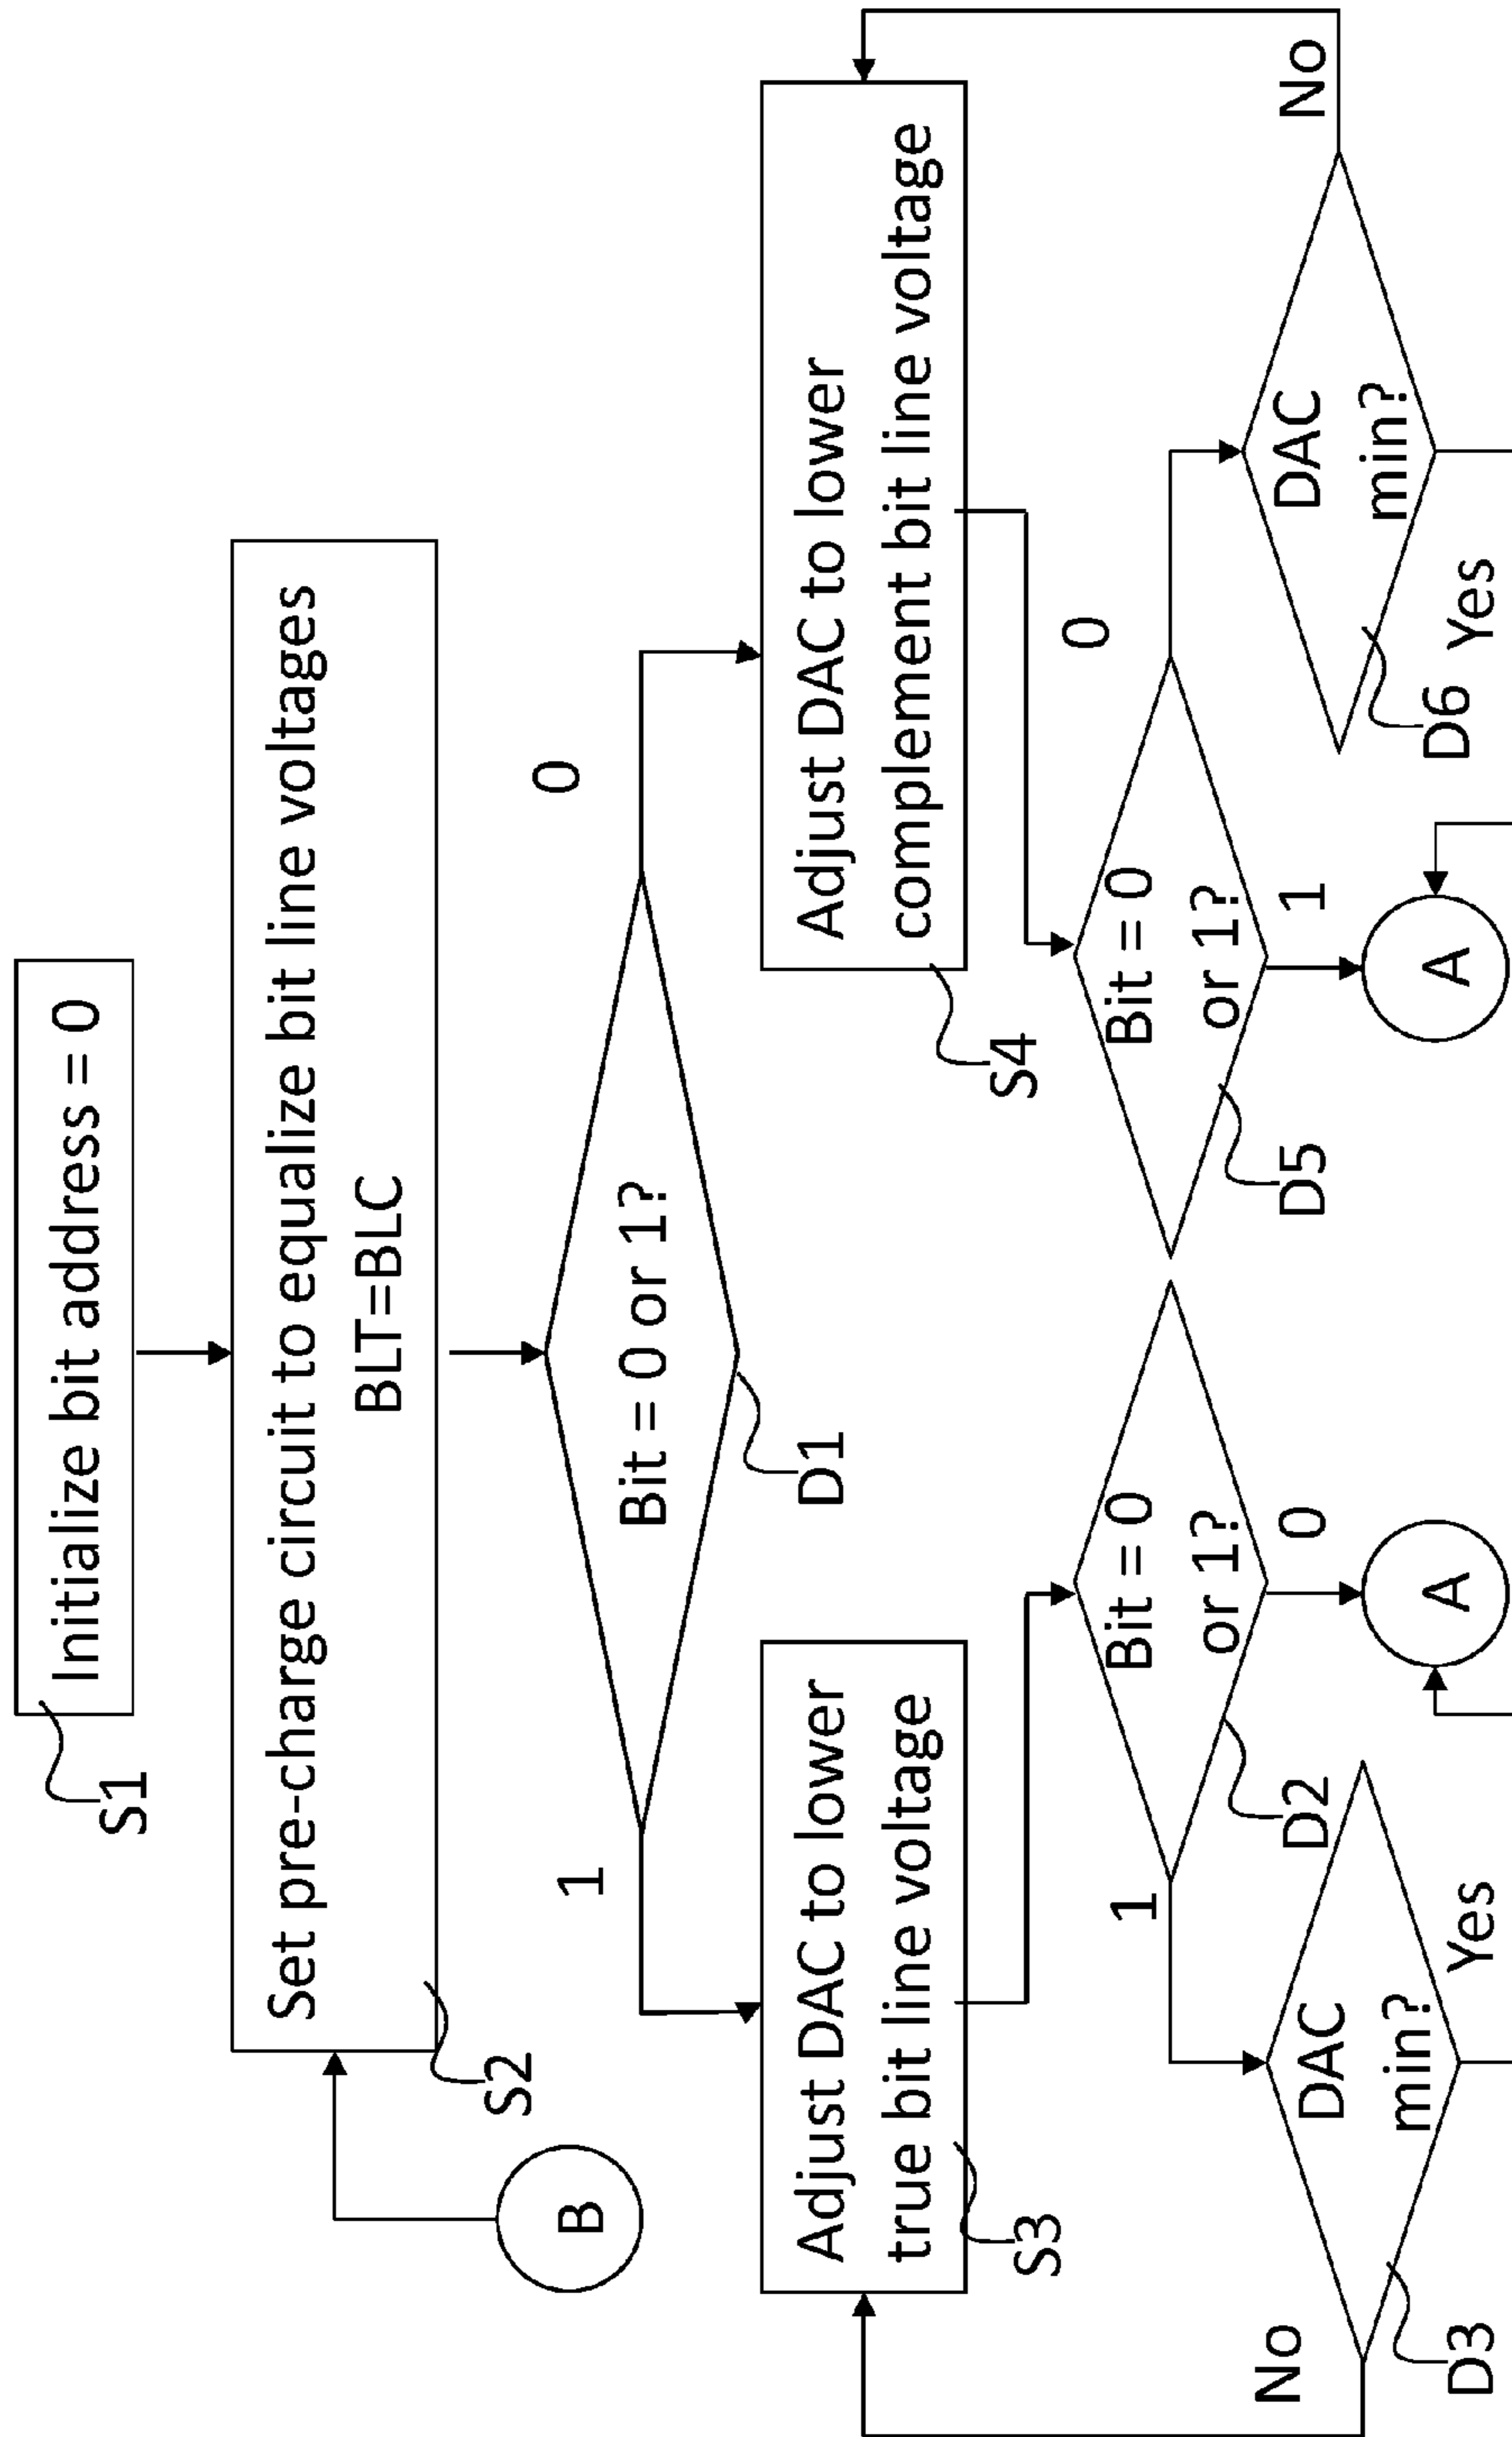 Initialize bit address = 0
S1
Set pre-charge circuit to equalize bit line voltages
BLT=BLC
S2
B
Bit = 0 or 1?
1
0
D1
Adjust DAC to lower
true bit line voltage
S3
Adjust DAC to lower
complement bit line voltage
S4
Bit = 0
or 1?
1
0
D2
Bit = 0
or 1?
0
1
D5
DAC
min?
No
Yes
D3
A
A
DAC
min?
No
Yes
D6